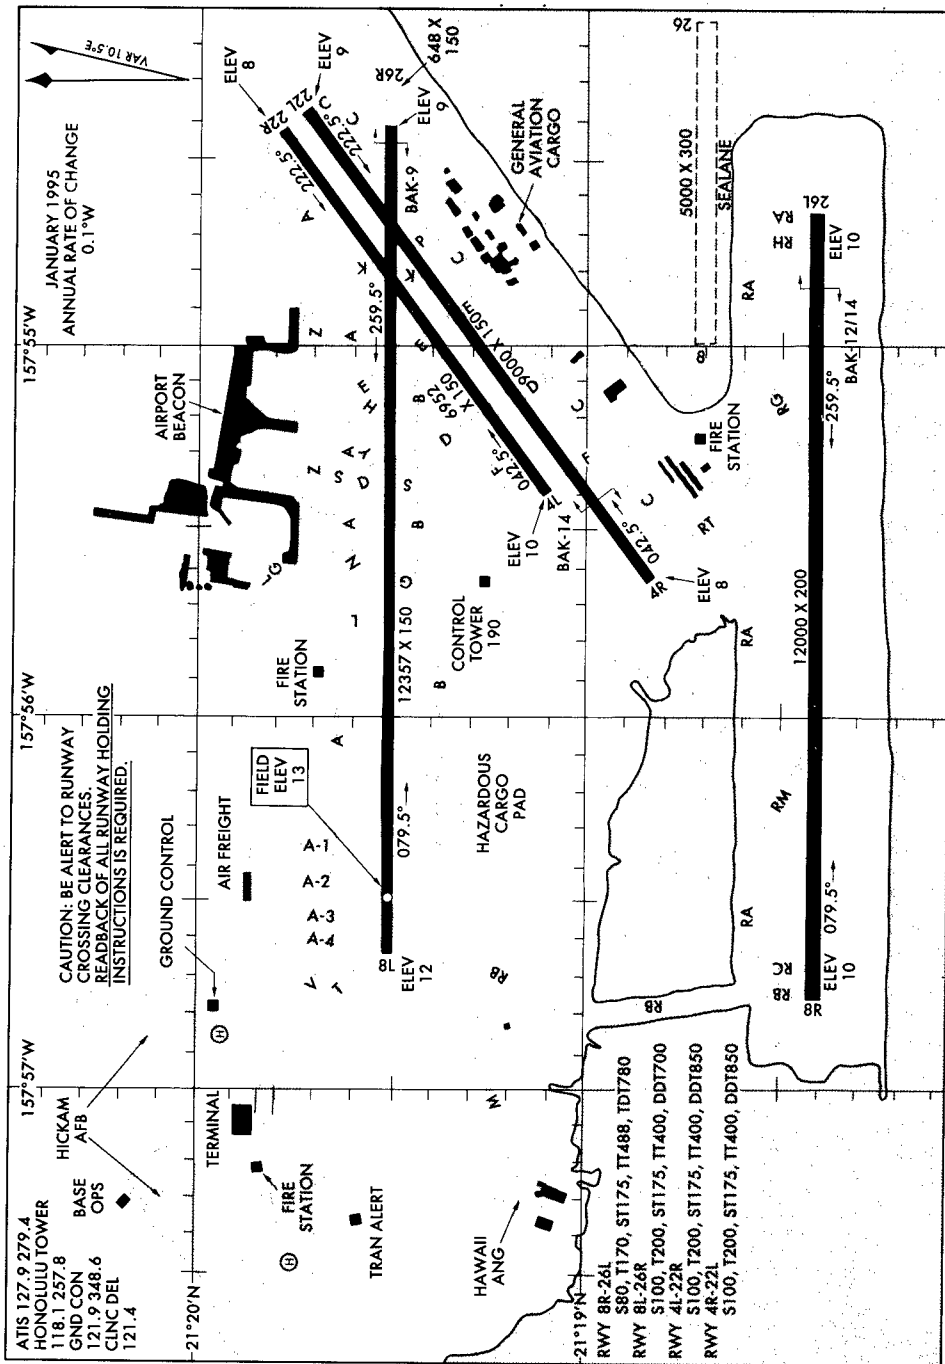 ATIS 127.9 279.4
HONOLULU TOWER
118.1 257.8
GND CON
121.9 348.6
CLNC DEL
121.4
HICKAM
AFB
BASE
OPS
157°57'W
CAUTION: BE ALERT TO RUNWAY
CROSSING CLEARANCES.
READBACK OF ALL RUNWAY HOLDING
INSTRUCTIONS IS REQUIRED.
157°56'W
157°55'W
JANUARY 1995
ANNUAL RATE OF CHANGE
0.1°W
VAR 10.5°E
21°20'N
TERMINAL
FIRE
STATION
H
TRAN ALERT
GROUND CONTROL
H
AIR FREIGHT
FIELD
ELEV
13
FIRE
STATION
AIRPORT
BEACON
G
L
Z
Z
ELEV
8
22R
222.5°
ELEV
9
22L
222.5°
C
C
26R
648 X
150
ELEV
9
BAK-9
V
T
A-4
A-3
A-2
A-1
A
L
N
A
D
S
A
Y
H
E
A
K
A
8L
ELEV
12
079.5°
12357 X 150
259.5°
G
B
S
B
D
B
E
K
P
C
B
CONTROL
TOWER
190
HAZARDOUS
CARGO
PAD
RB
6952
X 150
042.5°
F
4L
ELEV
10
9000 X 150m
D
BAK-14
F
C
042.5°
4R
ELEV
8
C
GENERAL
AVIATION
CARGO
M
HAWAII
ANG
21°19'N
RB
FIRE
STATION
RT
8
5000 X 300
26
SEALANE
RA
RM
RA
RG
RA
RH
RA
RB
RC
8R
ELEV
10
079.5°
12000 X 200
259.5°
BAK-12/14
26L
ELEV
10
RWY 8R-26L
S80, T170, ST175, TT488, TDT780
RWY 8L-26R
S100, T200, ST175, TT400, DDT700
RWY 4L-22R
S100, T200, ST175, TT400, DDT850
RWY 4R-22L
S100, T200, ST175, TT400, DDT850